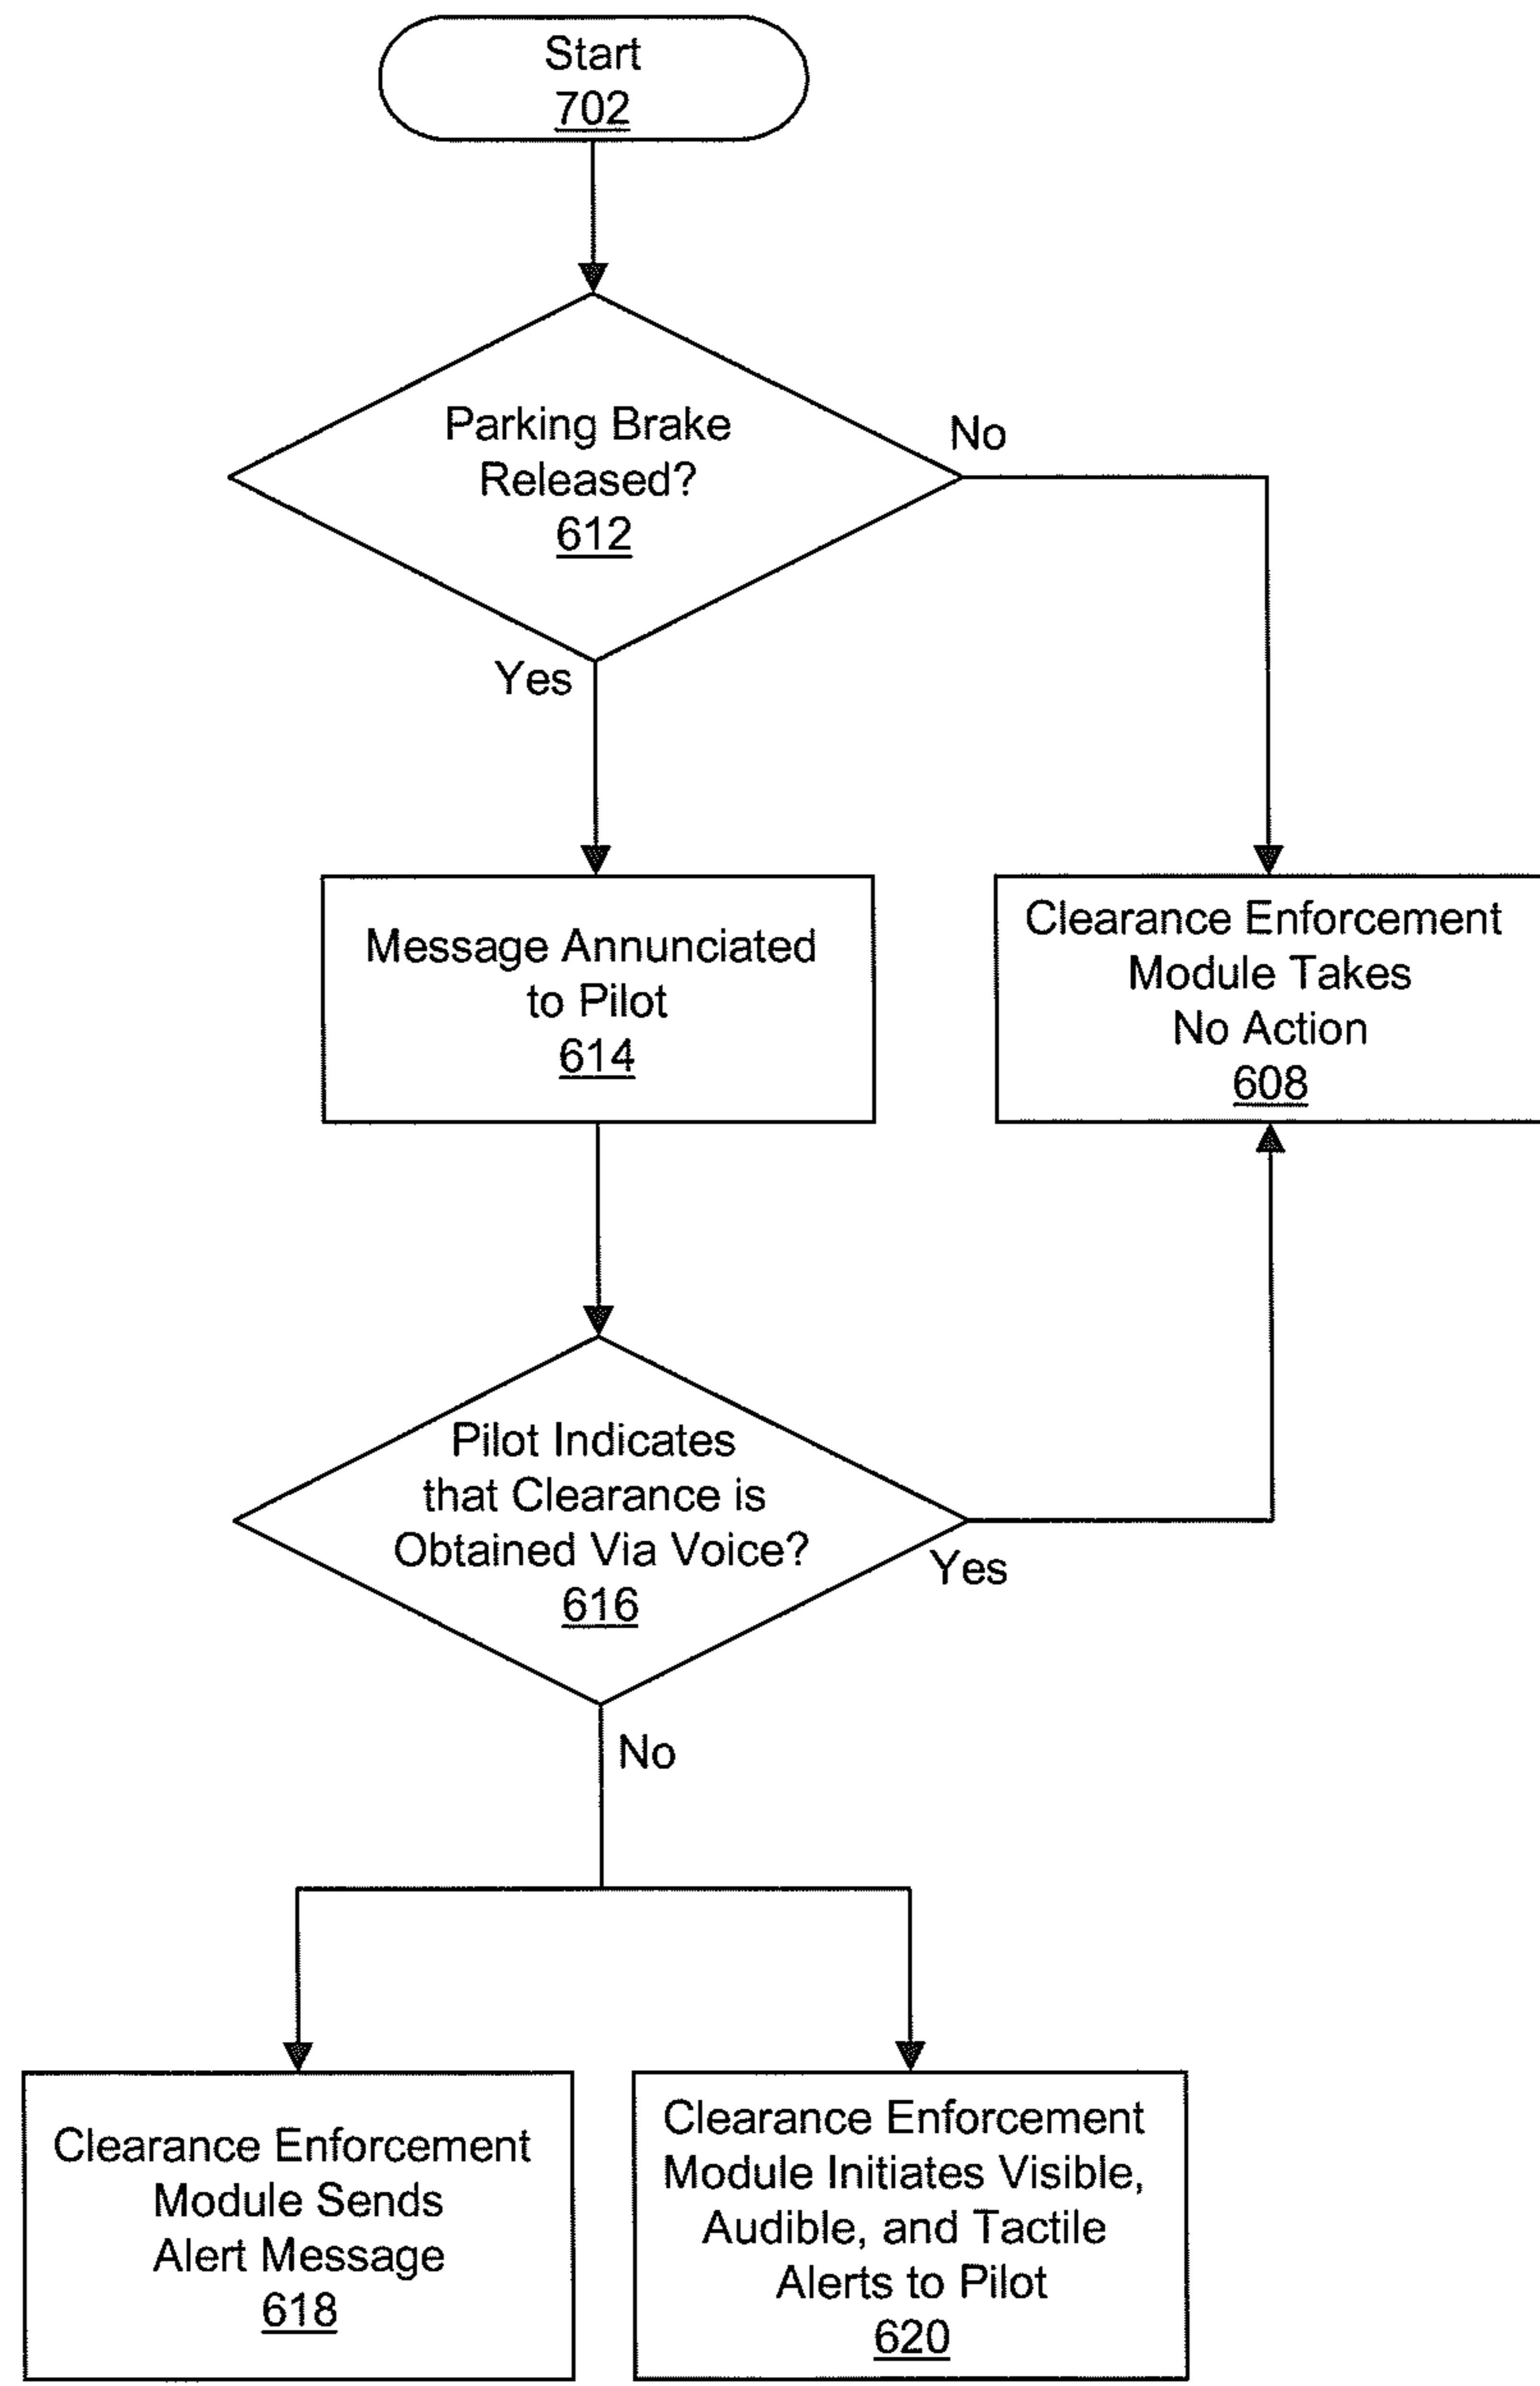 Start
702
Parking Brake
Released?
612
No
Yes
Message Annunciated
to Pilot
614
Clearance Enforcement
Module Takes
No Action
608
Pilot Indicates
that Clearance is
Obtained Via Voice?
616
Yes
No
Clearance Enforcement
Module Sends
Alert Message
618
Clearance Enforcement
Module Initiates Visible,
Audible, and Tactile
Alerts to Pilot
620